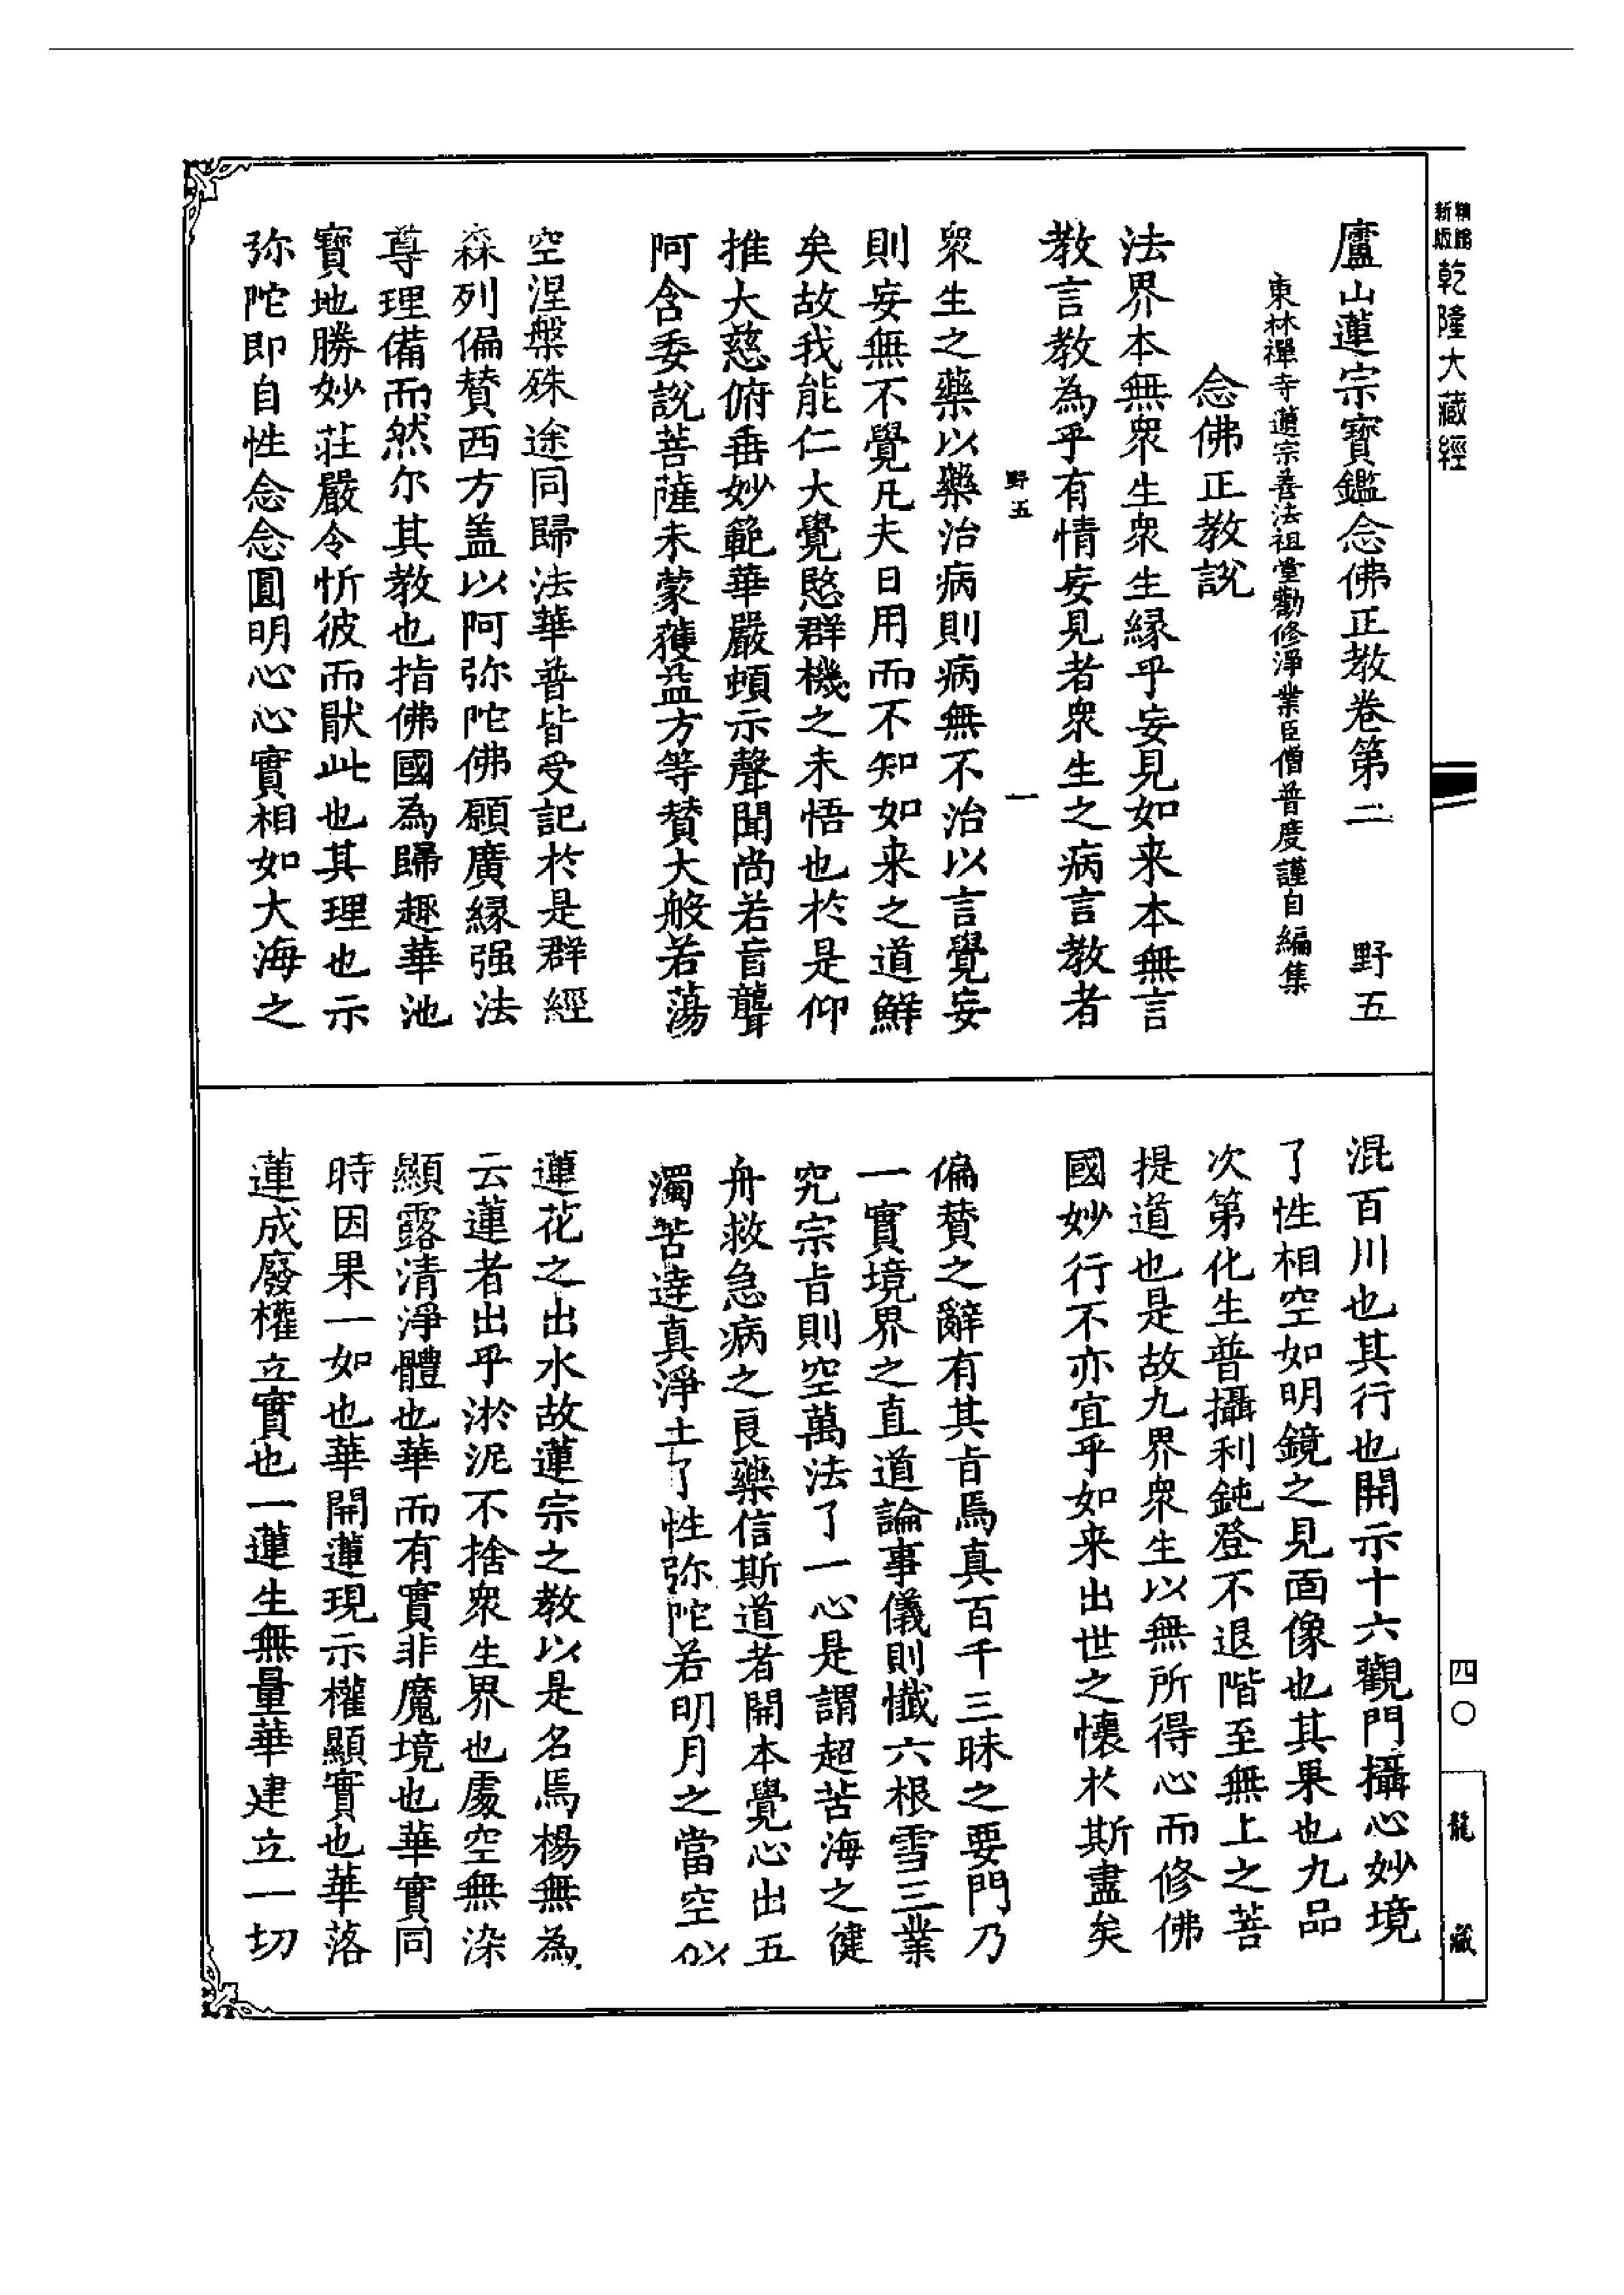 新版
精縮
乾隆大藏經
廬山蓮宗寶鑑念佛正教卷第二 野五
東林禪寺蓮宗善法祖堂勸修淨業臣僧普度謹自編集
念佛正教說
法界本無衆生衆生緣乎妄見如来本無言
教言教為乎有情妄見者衆生之病言教者
野五 一
衆生之藥以藥治病則病無不治以言覺妄
則妄無不覺凡夫日用而不知如来之道鮮
矣故我能仁大覺愍群機之未悟也於是仰
推大慈俯垂妙範華嚴頓示聲聞尚若盲聾
阿含委說菩薩未蒙獲益方等賛大般若蕩
空涅槃殊途同歸法華普皆受記於是群經
森列偏賛西方盖以阿弥陀佛願廣緣强法
尊理備而然尔其教也指佛國為歸趣華池
寶地勝妙莊嚴令忻彼而猒此也其理也示
弥陀即自性念念圓明心心實相如大海之
混百川也其行也開示十六觀門攝心妙境
了性相空如明鏡之見面像也其果也九品
次第化生普攝利鈍登不退階至無上之菩
提道也是故九界衆生以無所得心而修佛
國妙行不亦宜乎如来出世之懷於斯盡矣
偏賛之辭有其旨焉真百千三昧之要門乃
一實境界之直道論事儀則懺六根雪三業
究宗旨則空萬法了一心是謂超苦海之徤
舟救急病之良藥信斯道者開本覺心出五
濁苦達真淨土了性弥陀若明月之當空似
蓮花之出水故蓮宗之教以是名焉楊無為
云蓮者出乎淤泥不捨衆生界也處空無染
顯露清淨體也華而有實非魔境也華實同
時因果一如也華開蓮現示權顯實也華落
蓮成廢權立實也一蓮生無量華建立一切
四〇
龍藏